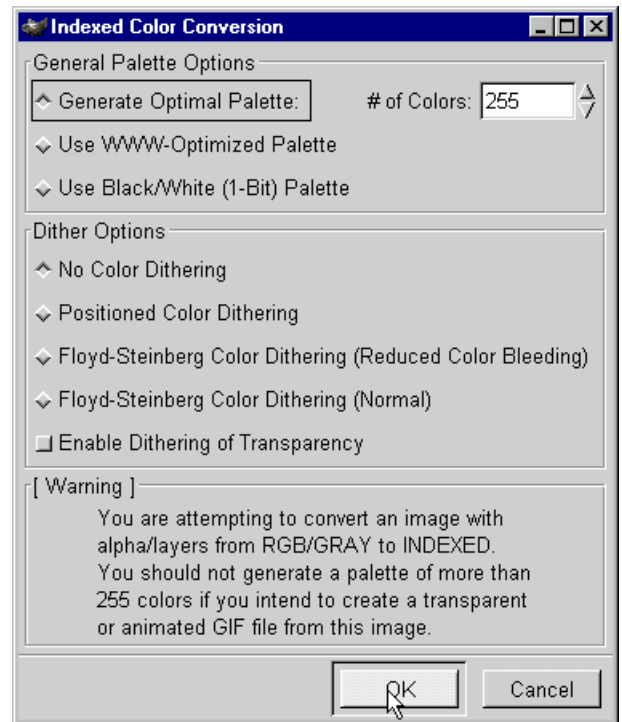 Indexed Color Conversion
General Palette Options
Generate Optimal Palette: # of Colors: 255
Use WWW-Optimized Palette
Use Black/White (1-Bit) Palette
Dither Options
No Color Dithering
Positioned Color Dithering
Floyd-Steinberg Color Dithering (Reduced Color Bleeding)
Floyd-Steinberg Color Dithering (Normal)
Enable Dithering of Transparency
[ Warning ]
You are attempting to convert an image with
alpha/layers from RGB/GRAY to INDEXED.
You should not generate a palette of more than
255 colors if you intend to create a transparent
or animated GIF file from this image.
OK Cancel